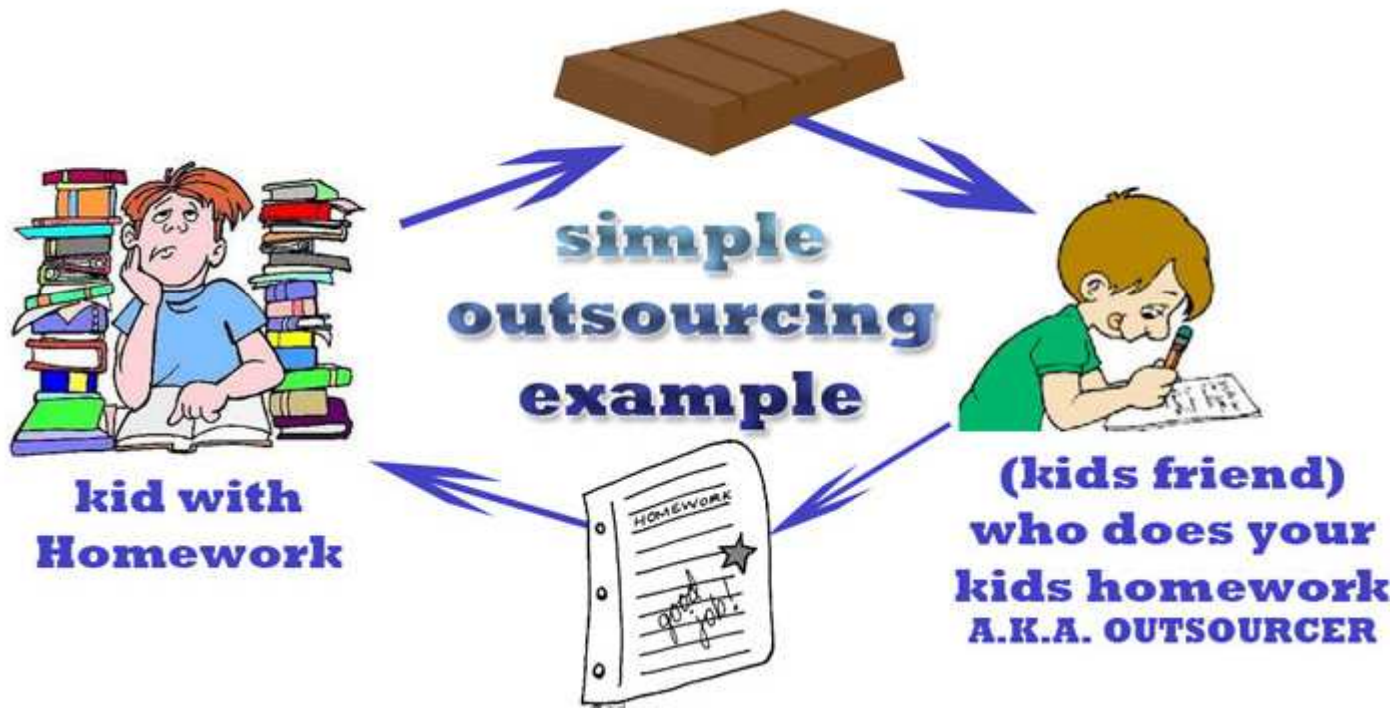 simple
outsourcing
example
kid with
Homework
HOMEWORK
good
job!
(kids friend)
who does your
kids homework
A.K.A. OUTSOURCER